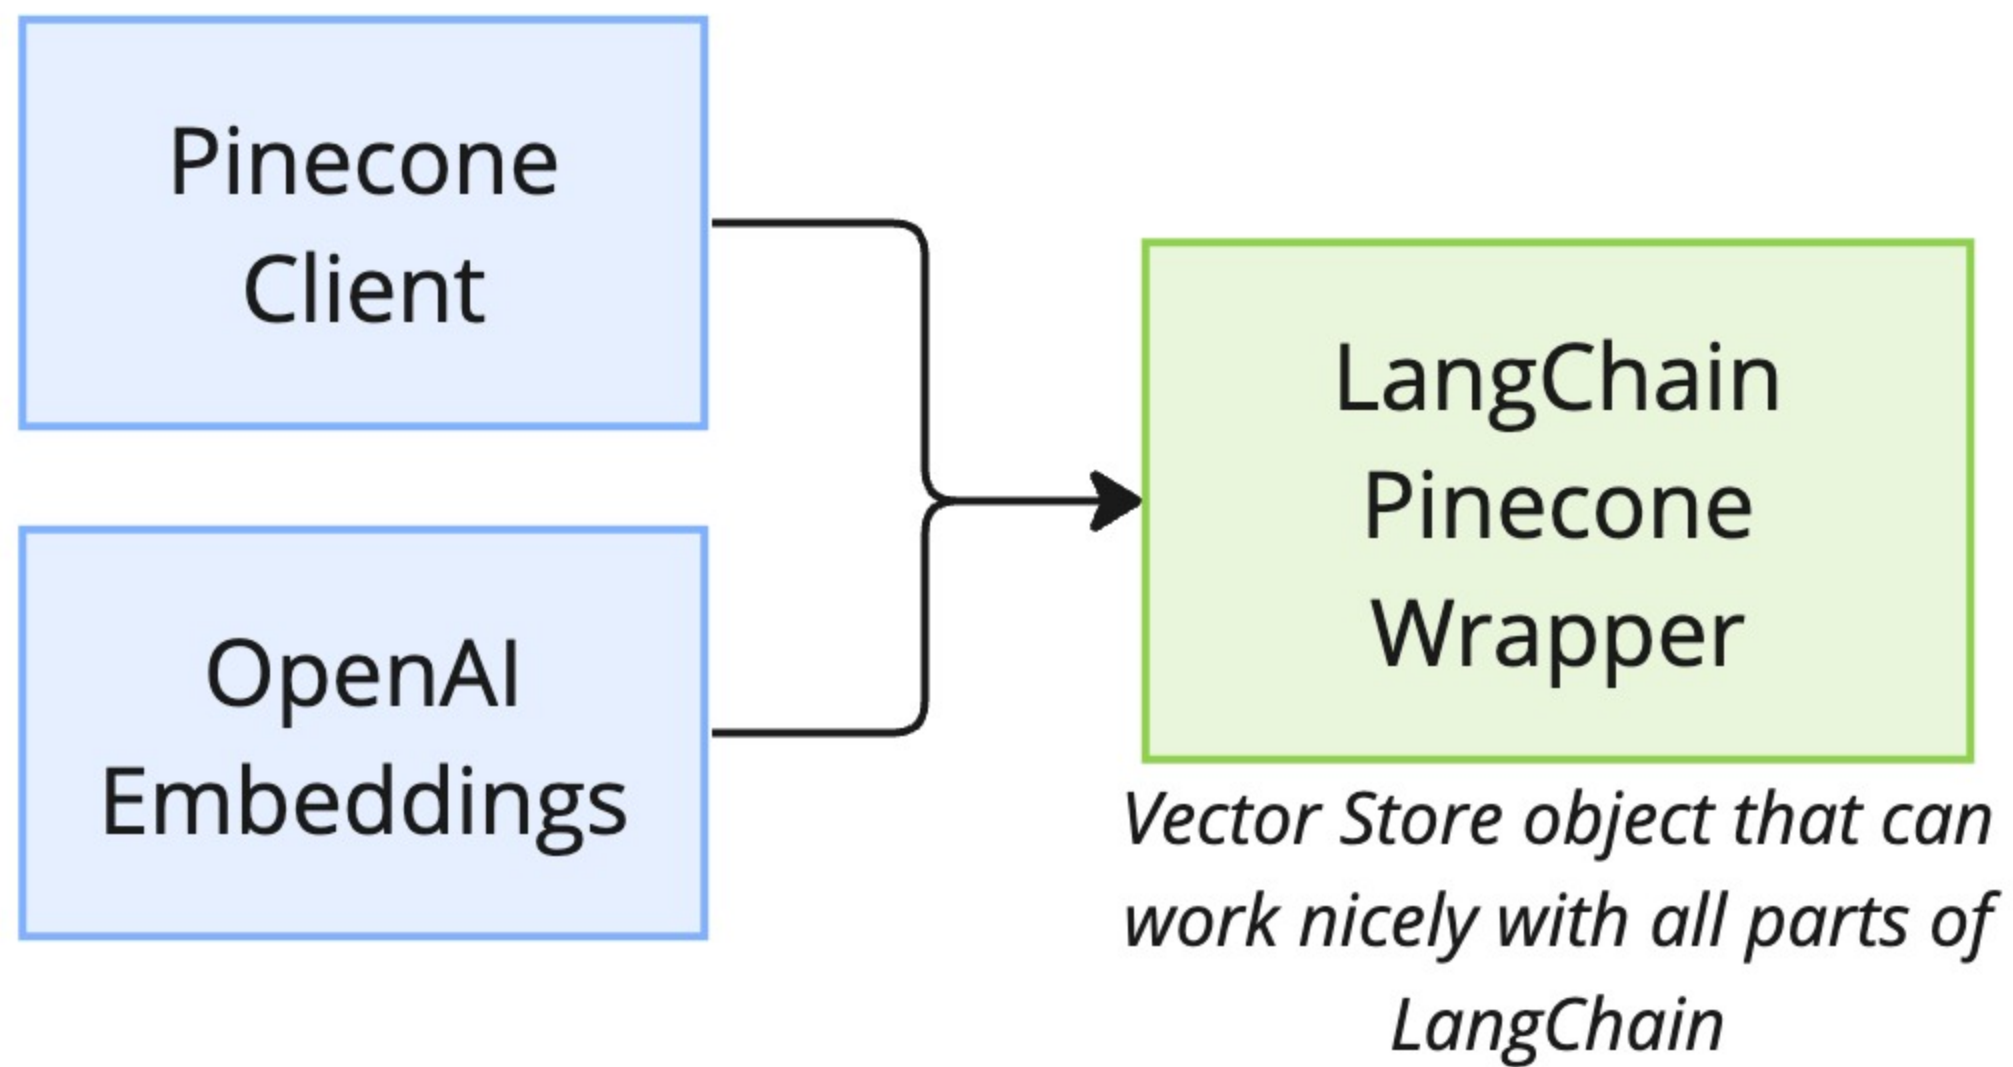 Pinecone
Client
OpenAI
Embeddings
LangChain
Pinecone
Wrapper
Vector Store object that can
work nicely with all parts of
LangChain